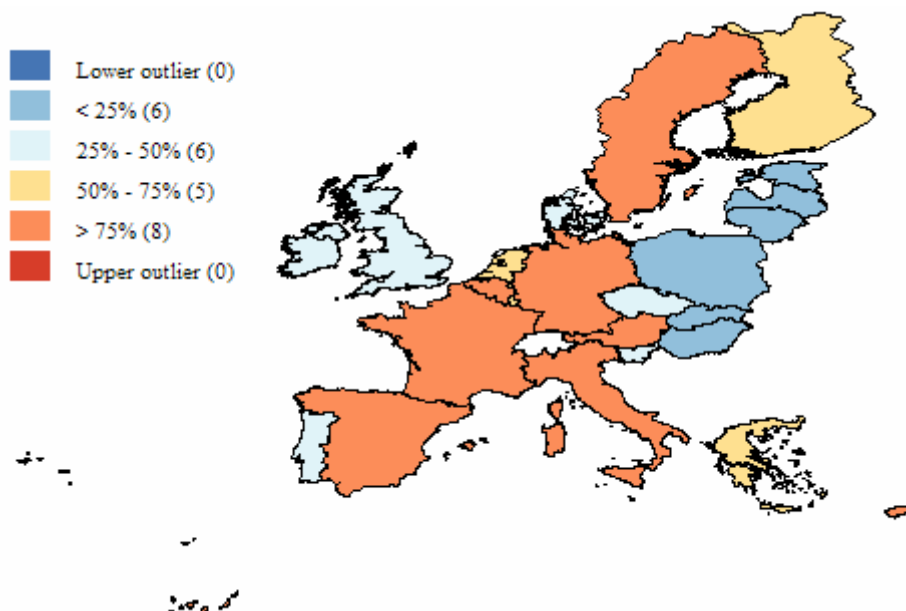 Lower outlier (0)
< 25% (6)
25% - 50% (6)
50% - 75% (5)
> 75% (8)
Upper outlier (0)